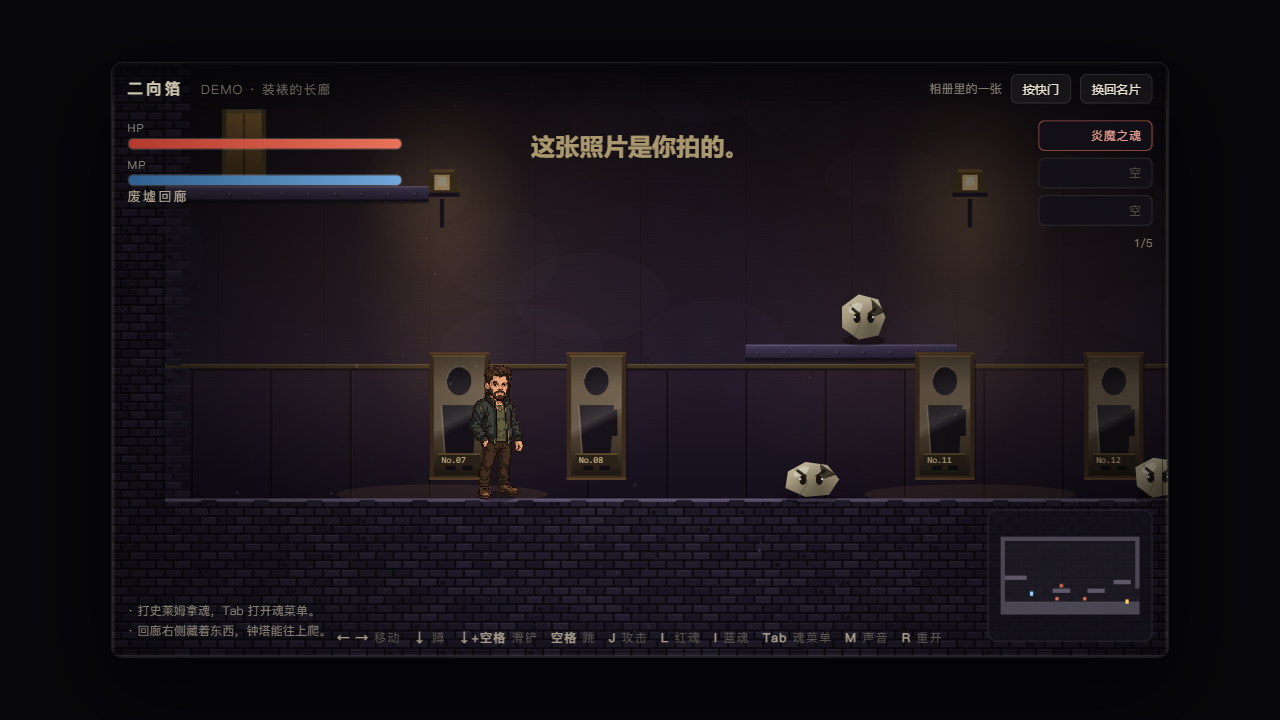 二向箔 DEMO · 装裱的长廊
相册里的一张 按快门 换回名片
HP
MP
废墟回廊
这张照片是你拍的。
炎魔之魂
空
空
1/5
No.07
No.08
No.11
No.12
· 打史莱姆拿魂，Tab 打开魂菜单。
· 回廊右侧藏着东西，钟塔能往上爬。
← → 移动 ↓ 蹲 ↓+空格 滑铲 空格 跳 J 攻击 L 红魂 I 蓝魂 Tab 魂菜单 M 声音 R 重开